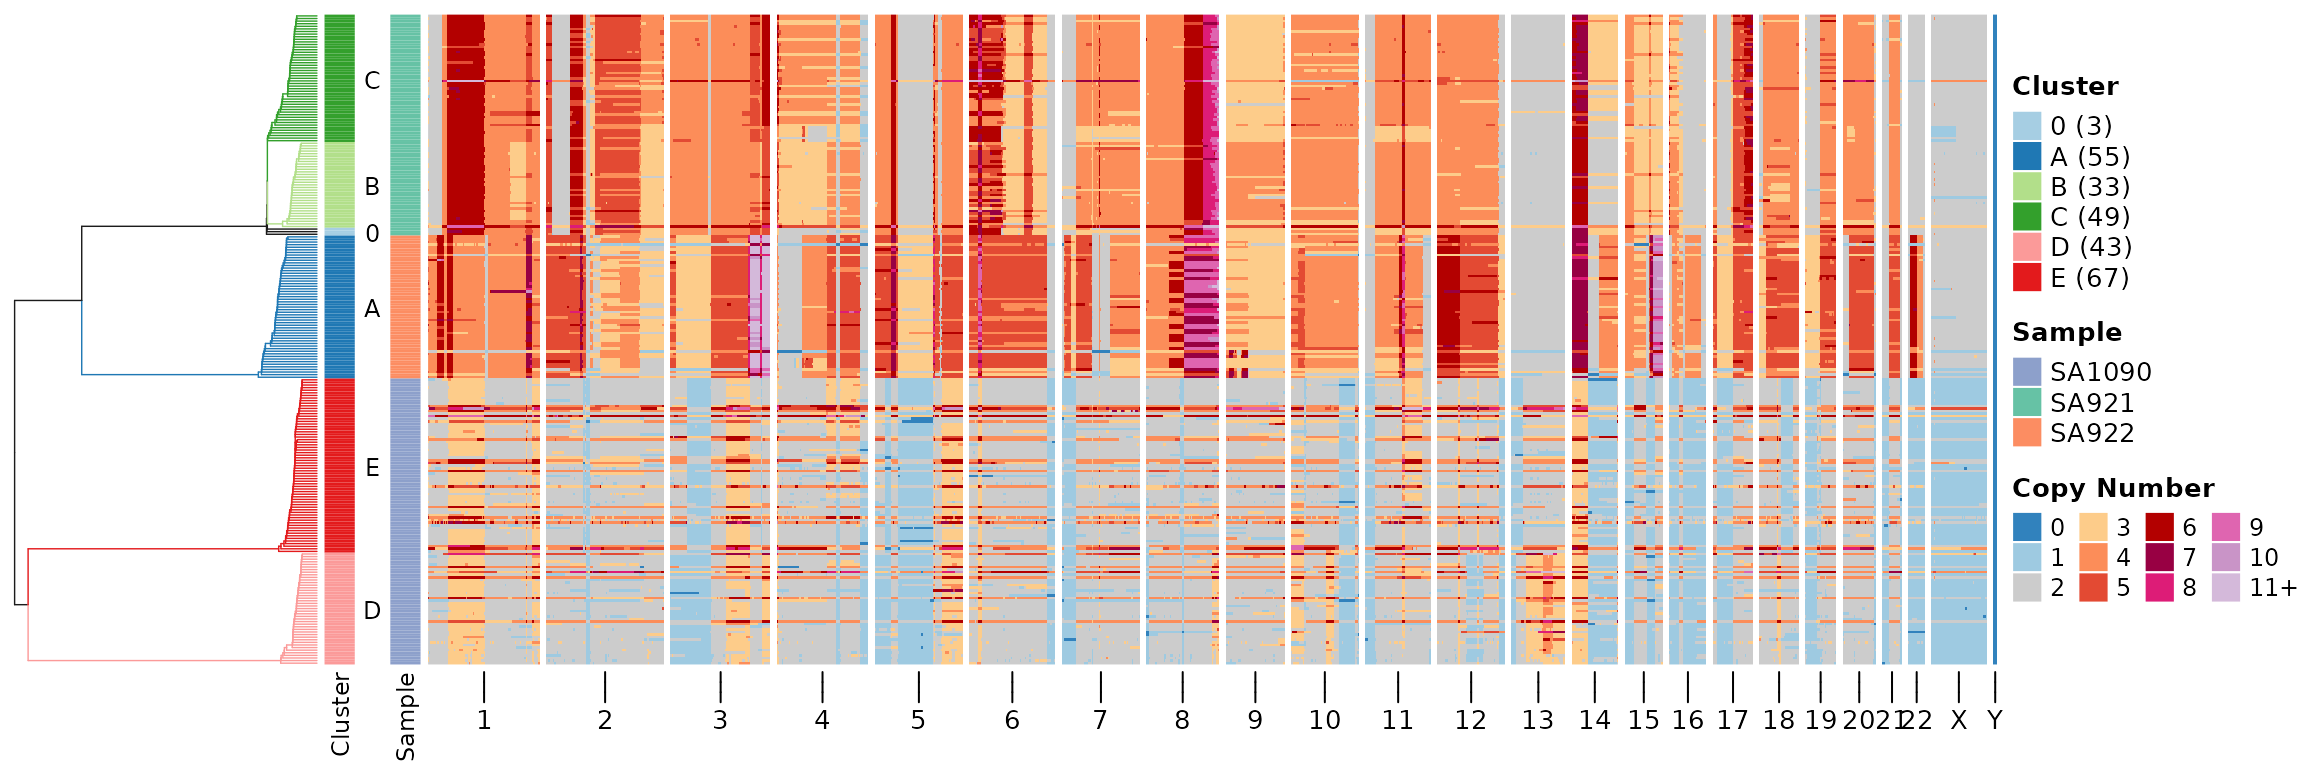 C
B
0
A
E
D
Cluster
Sample
1 2 3 4 5 6 7 8 9 10 11 12 13 14 15 16 17 18 19 20 21 22 X Y
Cluster
0 (3)
A (55)
B (33)
C (49)
D (43)
E (67)
Sample
SA1090
SA921
SA922
Copy Number
0 3 6 9
1 4 7 10
2 5 8 11+